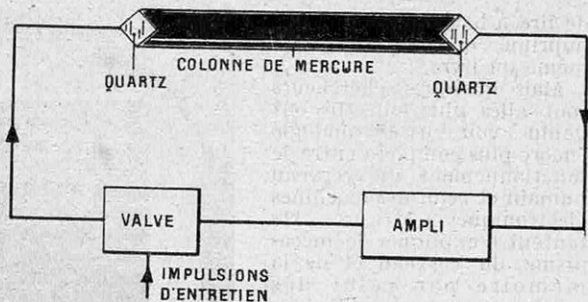 COLONNE DE MERCURE
QUARTZ
QUARTZ
VALVE
AMPLI
IMPULSIONS
D'ENTRETIEN